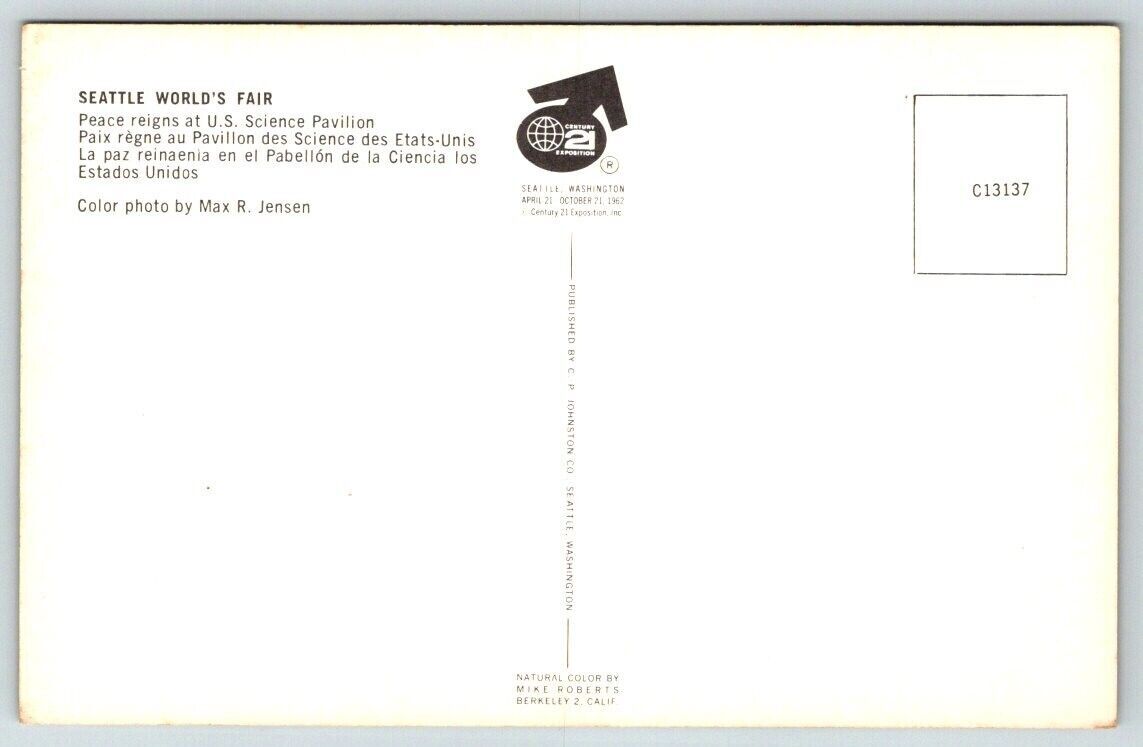 SEATTLE WORLD'S FAIR
Peace reigns at U.S. Science Pavilion
Paix règne au Pavillon des Science des Etats-Unis
La paz reinaenia en el Pabellón de la Ciencia los
Estados Unidos
Color photo by Max R. Jensen
CENTURY
21
EXPOSITION
®
SEATTLE, WASHINGTON
APRIL 21 OCTOBER 21, 1962
Century 21 Exposition, Inc.
C13137
PUBLISHED BY C. P. JOHNSTON CO. SEATTLE, WASHINGTON
NATURAL COLOR BY
MIKE ROBERTS
BERKELEY 2, CALIF.